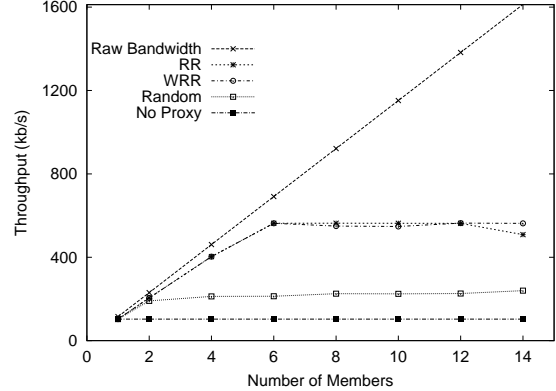 1600
1200
800
400
0
Throughput (kb/s)
Raw Bandwidth
RR
WRR
Random
No Proxy
0 2 4 6 8 10 12 14
Number of Members